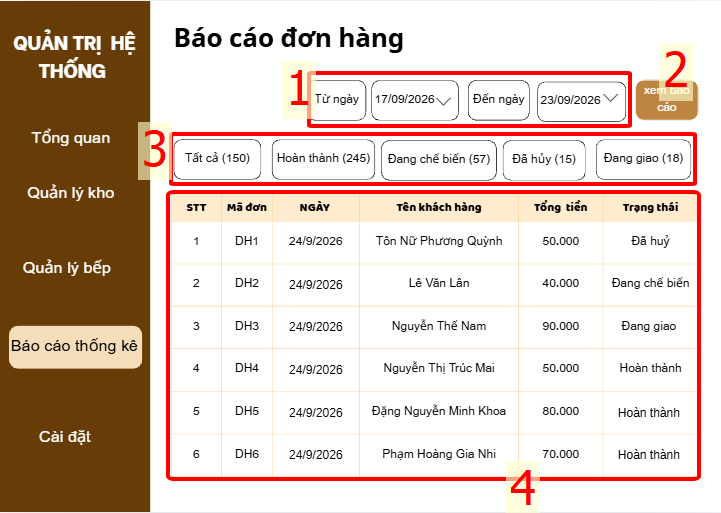 QUẢN TRỊ HỆ
THỐNG
Tổng quan
Quản lý kho
Quản lý bếp
Báo cáo thống kê
Cài đặt
Báo cáo đơn hàng
1
Từ ngày 17/09/2026 Đến ngày 23/09/2026
2
xem báo
cáo
3
Tất cả (150) Hoàn thành (245) Đang chế biến (57) Đã hủy (15) Đang giao (18)
STT Mã đơn NGÀY Tên khách hàng Tổng tiền Trạng thái
1 DH1 24/9/2026 Tôn Nữ Phương Quỳnh 50.000 Đã huỷ
2 DH2 24/9/2026 Lê Văn Lân 40.000 Đang chế biến
3 DH3 24/9/2026 Nguyễn Thế Nam 90.000 Đang giao
4 DH4 24/9/2026 Nguyễn Thị Trúc Mai 50.000 Hoàn thành
5 DH5 24/9/2026 Đặng Nguyễn Minh Khoa 80.000 Hoàn thành
6 DH6 24/9/2026 Phạm Hoàng Gia Nhi 70.000 Hoàn thành
4